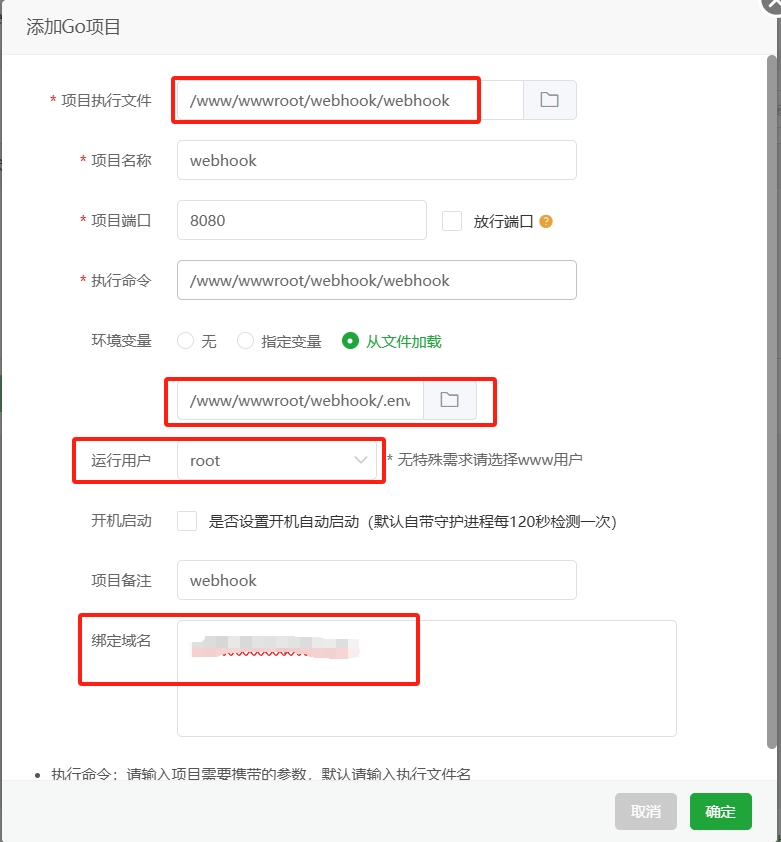 添加Go项目
* 项目执行文件 /www/wwwroot/webhook/webhook
* 项目名称 webhook
* 项目端口 8080 放行端口 ?
* 执行命令 /www/wwwroot/webhook/webhook
环境变量 无 指定变量 从文件加载
/www/wwwroot/webhook/.env
运行用户 root * 无特殊需求请选择www用户
开机启动 是否设置开机自动启动（默认自带守护进程每120秒检测一次）
项目备注 webhook
绑定域名
• 执行命令：请输入项目需要携带的参数，默认请输入执行文件名
取消 确定